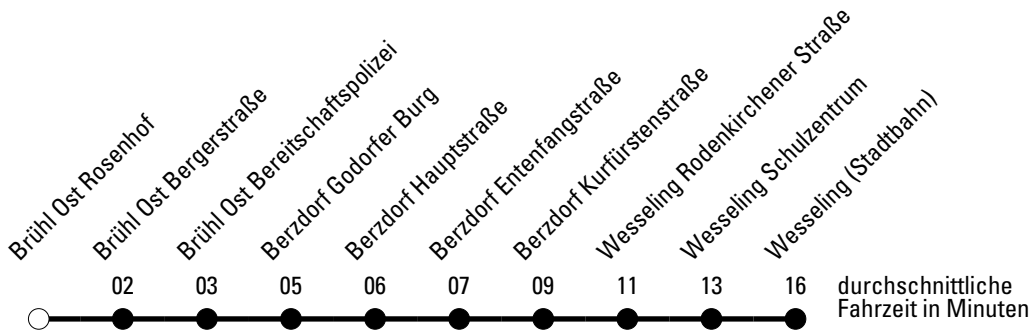 Brühl Ost Rosenhof
Brühl Ost Bergerstraße
Brühl Ost Bereitschaftspolizei
Berzdorf Godorfer Burg
Berzdorf Hauptstraße
Berzdorf Entenfangstraße
Berzdorf Kurfürstenstraße
Wesseling Rodenkirchener Straße
Wesseling Schulzentrum
Wesseling (Stadtbahn)
02 03 05 06 07 09 11 13 16 durchschnittliche
Fahrzeit in Minuten